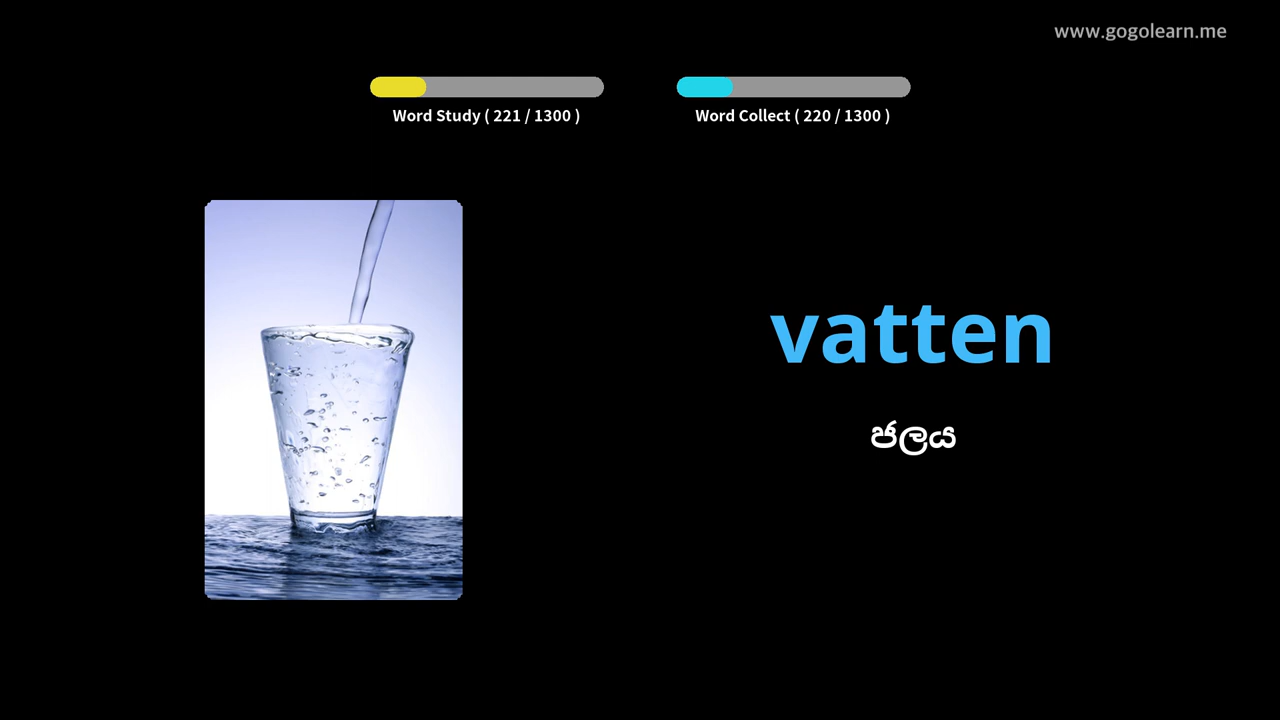 www.gogolearn.me
Word Study ( 221 / 1300 )
Word Collect ( 220 / 1300 )
vatten
ජලය